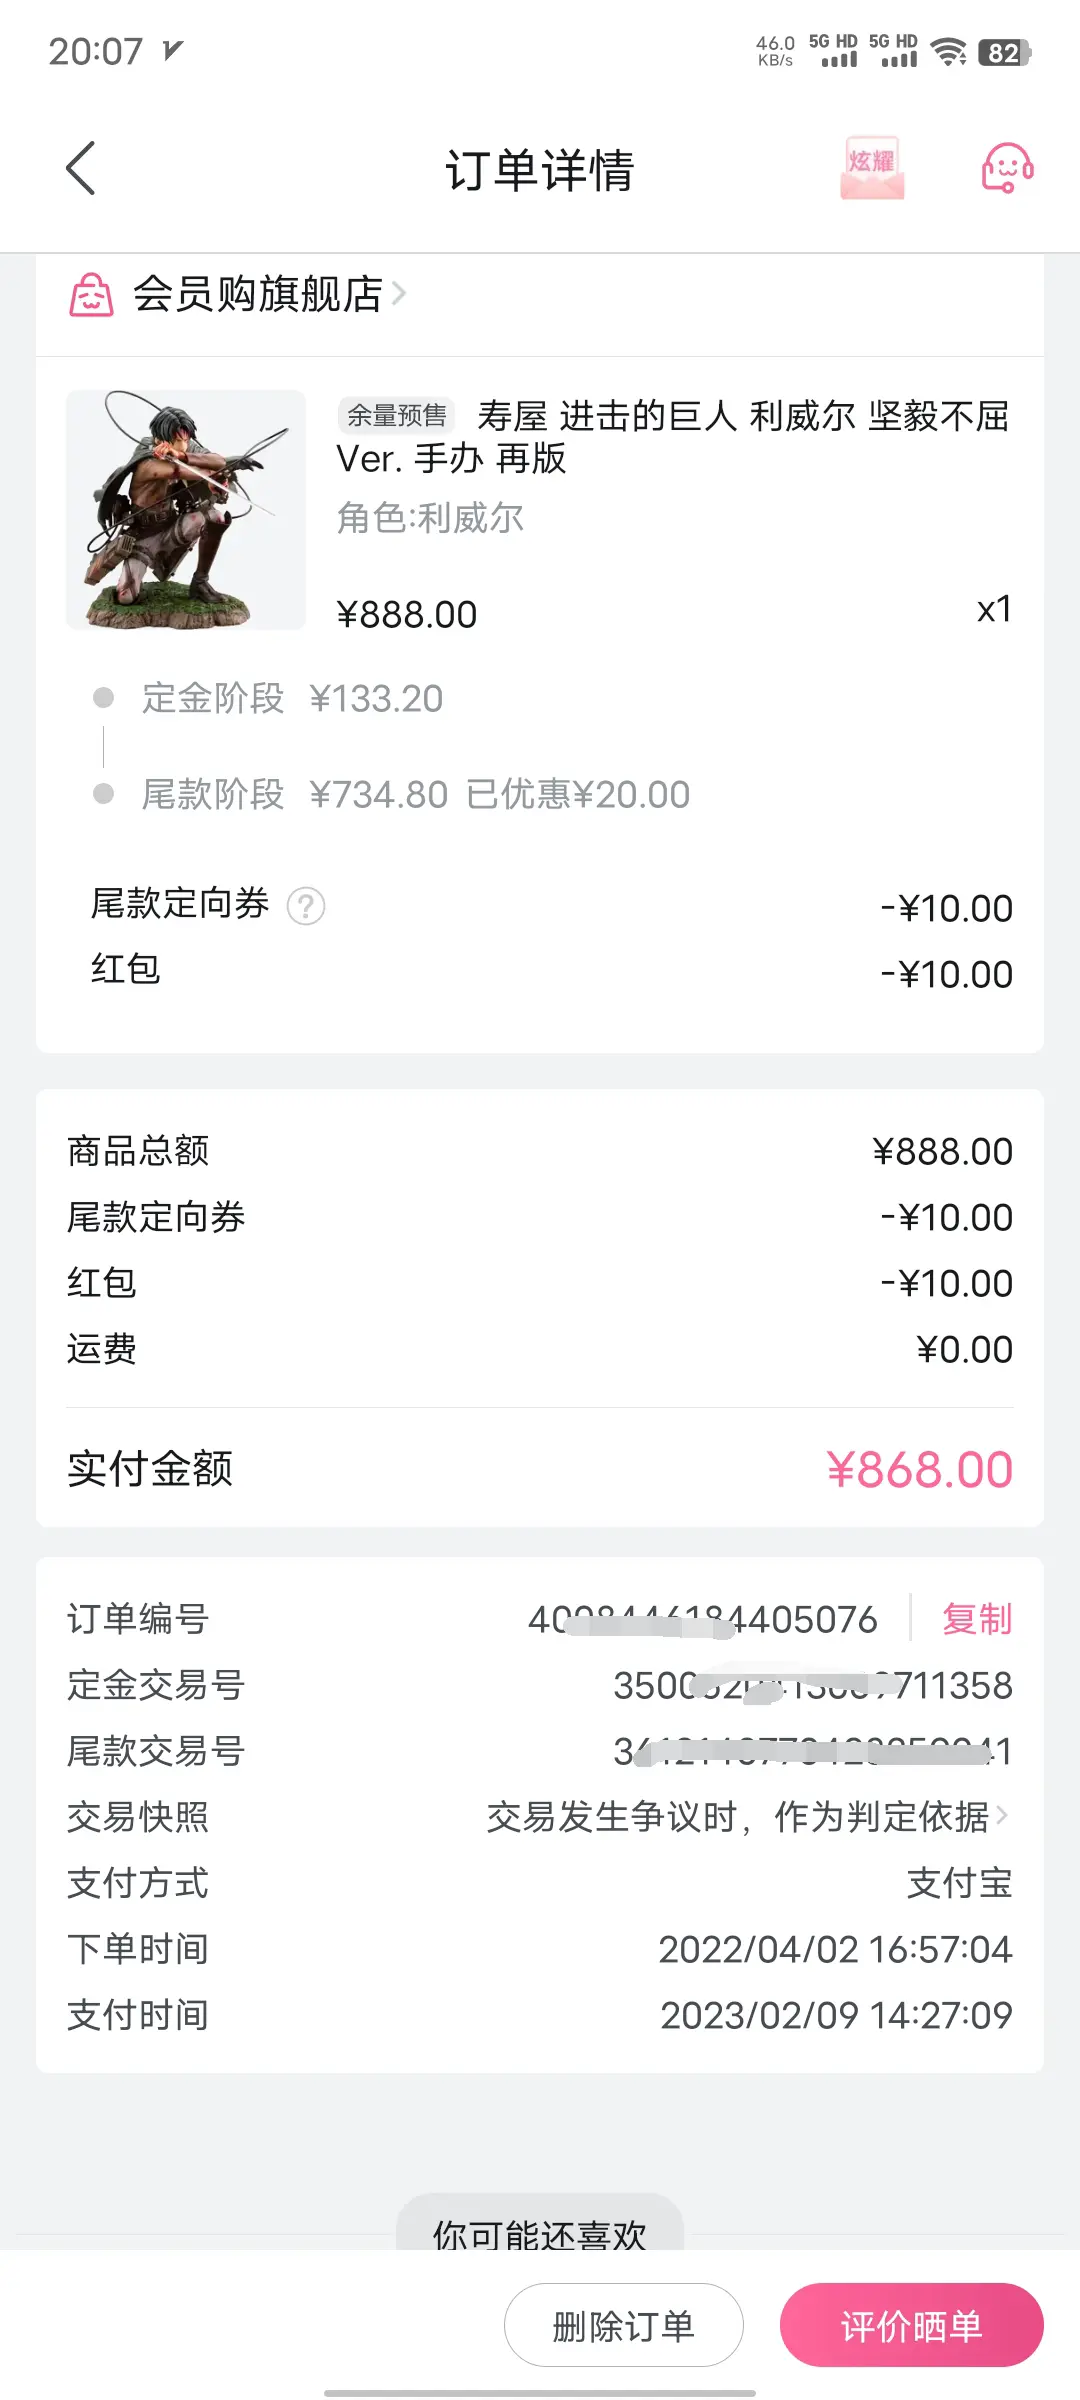 20:07
46.0 KB/s 5G HD 5G HD 82
订单详情
炫耀
会员购旗舰店
余量预售 寿屋 进击的巨人 利威尔 坚毅不屈
Ver. 手办 再版
角色:利威尔
¥888.00 x1
定金阶段 ¥133.20
尾款阶段 ¥734.80 已优惠¥20.00
尾款定向券 ? -¥10.00
红包 -¥10.00
商品总额 ¥888.00
尾款定向券 -¥10.00
红包 -¥10.00
运费 ¥0.00
实付金额 ¥868.00
订单编号 复制
定金交易号
尾款交易号
交易快照 交易发生争议时，作为判定依据
支付方式 支付宝
下单时间 2022/04/02 16:57:04
支付时间 2023/02/09 14:27:09
你可能还喜欢
删除订单 评价晒单